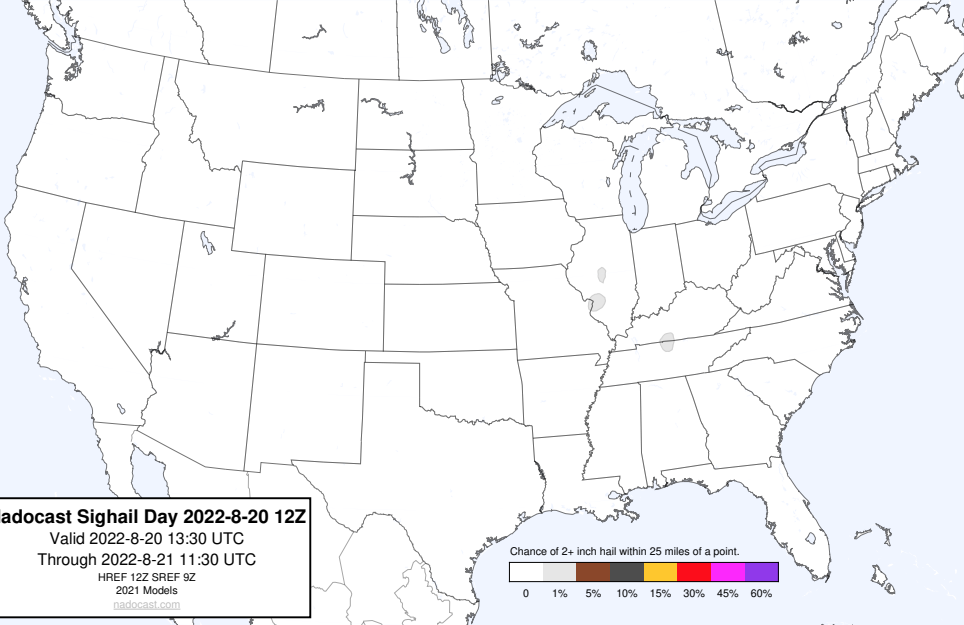 adocast Sighail Day 2022-8-20 12Z
Valid 2022-8-20 13:30 UTC
Through 2022-8-21 11:30 UTC
HREF 12Z SREF 9Z
2021 Models
nadocast.com
Chance of 2+ inch hail within 25 miles of a point.
0 1% 5% 10% 15% 30% 45% 60%